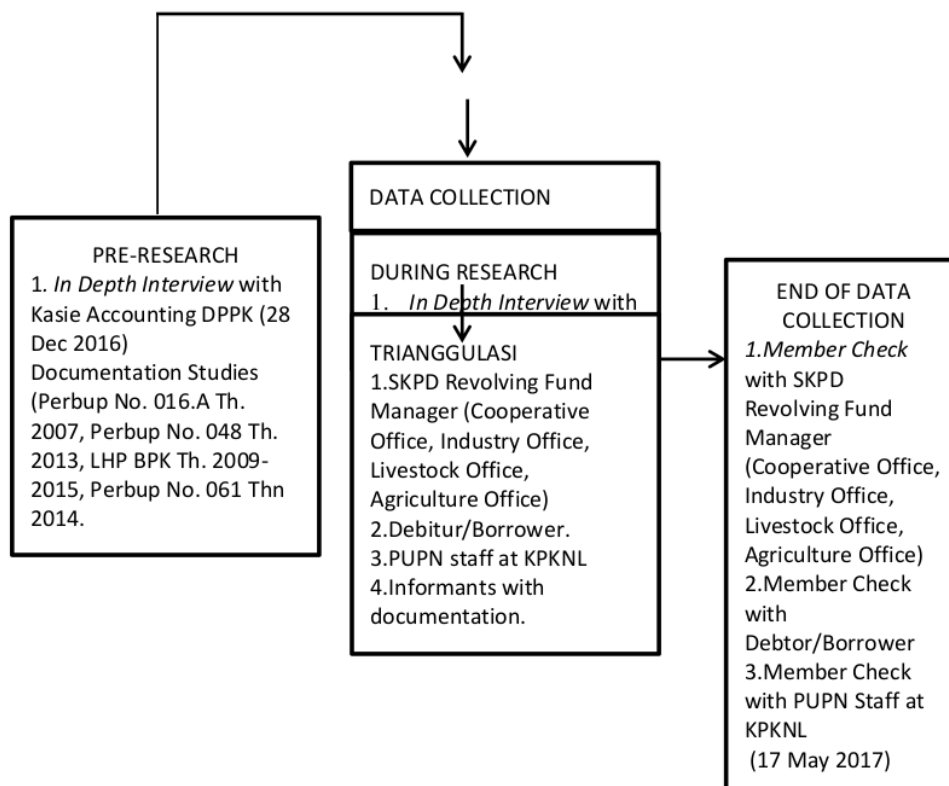 PRE-RESEARCH
1. In Depth Interview with
Kasie Accounting DPPK (28
Dec 2016)
Documentation Studies
(Perbup No. 016.A Th.
2007, Perbup No. 048 Th.
2013, LHP BPK Th. 2009-
2015, Perbup No. 061 Thn
2014.
DATA COLLECTION
DURING RESEARCH
1. In Depth Interview with
TRIANGGULASI
1.SKPD Revolving Fund
Manager (Cooperative
Office, Industry Office,
Livestock Office,
Agriculture Office)
2.Debitur/Borrower.
3.PUPN staff at KPKNL
4.Informants with
documentation.
END OF DATA
COLLECTION
1.Member Check
with SKPD
Revolving Fund
Manager
(Cooperative Office,
Industry Office,
Livestock Office,
Agriculture Office)
2.Member Check
with
Debtor/Borrower
3.Member Check
with PUPN Staff at
KPKNL
(17 May 2017)